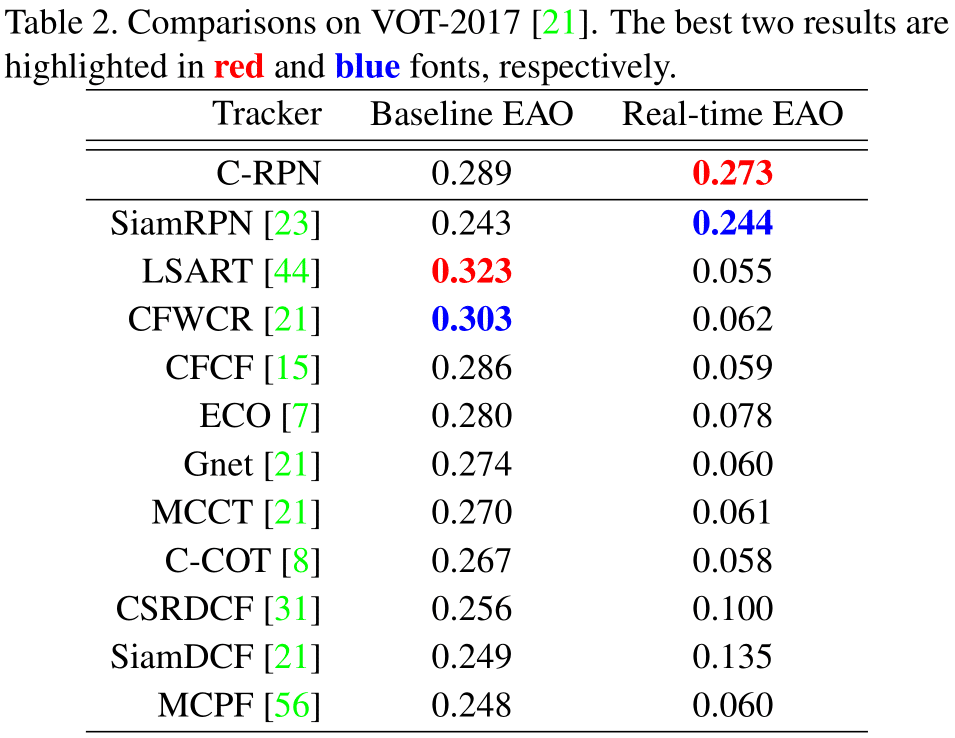 Table 2. Comparisons on VOT-2017 [21]. The best two results are
highlighted in red and blue fonts, respectively.
Tracker Baseline EAO Real-time EAO
C-RPN 0.289 0.273
SiamRPN [23] 0.243 0.244
LSART [44] 0.323 0.055
CFWCR [21] 0.303 0.062
CFCF [15] 0.286 0.059
ECO [7] 0.280 0.078
Gnet [21] 0.274 0.060
MCCT [21] 0.270 0.061
C-COT [8] 0.267 0.058
CSRDCF [31] 0.256 0.100
SiamDCF [21] 0.249 0.135
MCPF [56] 0.248 0.060